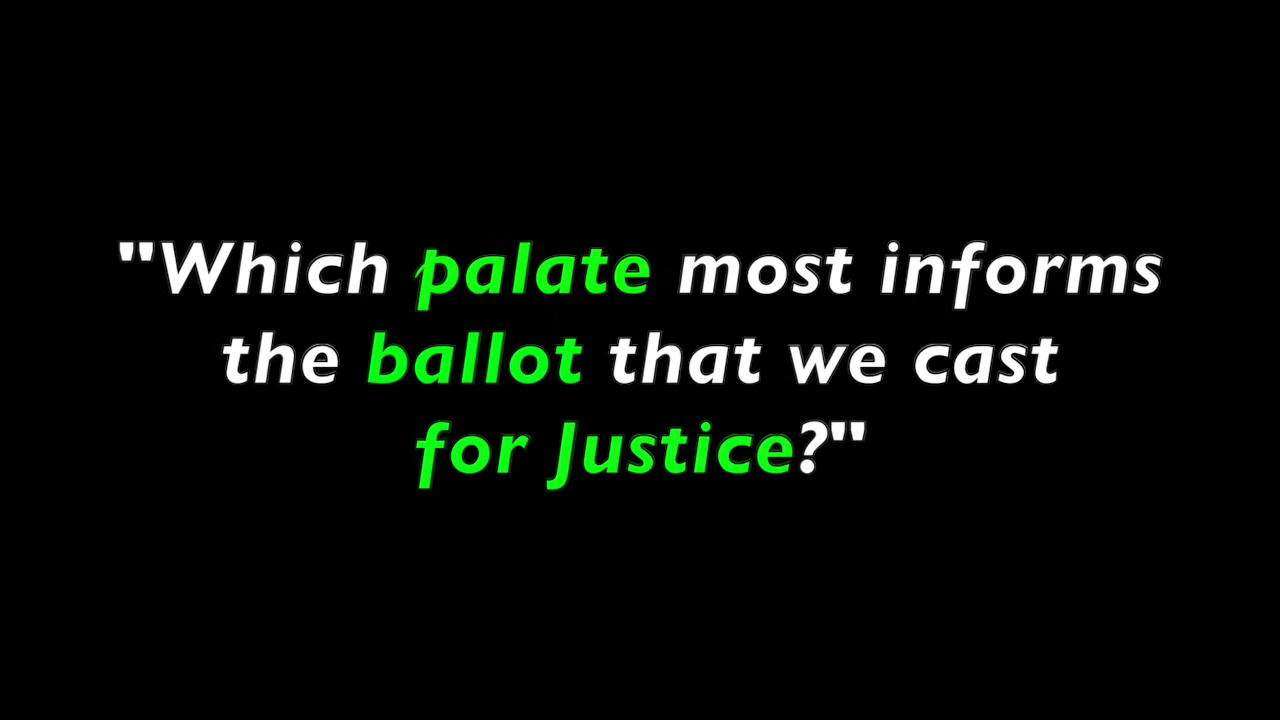 "Which palate most informs
the ballot that we cast
for Justice?"